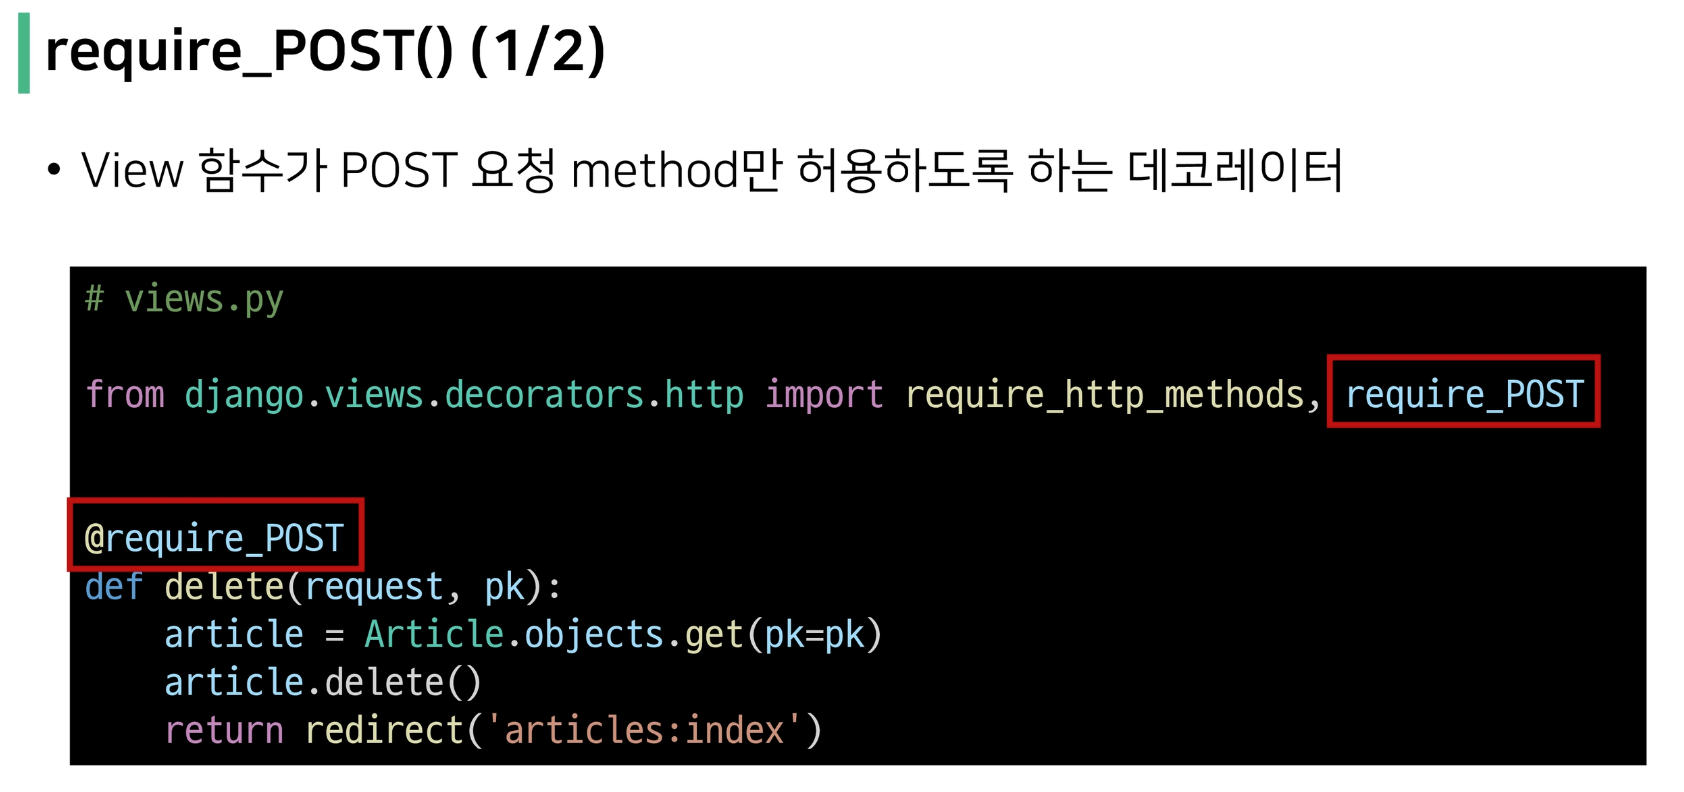 require_POST() (1/2)
• View 함수가 POST 요청 method만 허용하도록 하는 데코레이터
# views.py
from django.views.decorators.http import require_http_methods, require_POST
@require_POST
def delete(request, pk):
    article = Article.objects.get(pk=pk)
    article.delete()
    return redirect('articles:index')